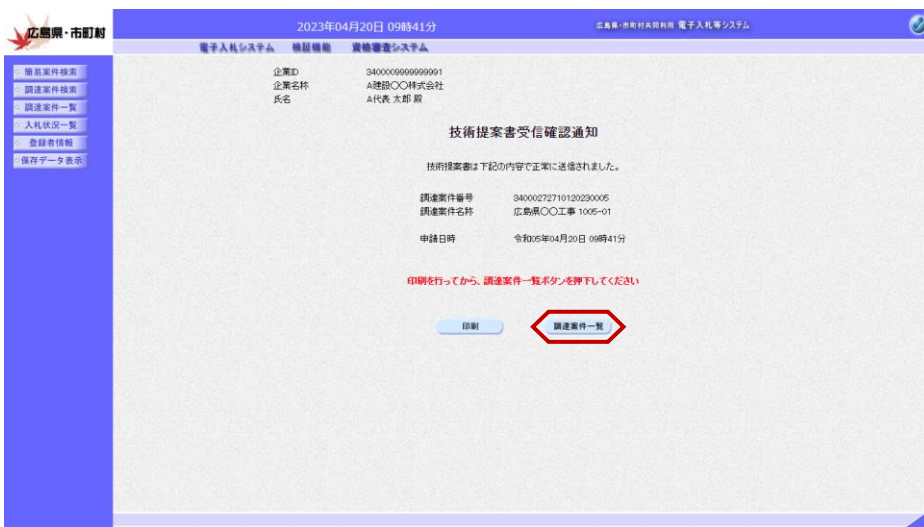 広島県・市町村
2023年04月20日 09時41分
広島県・市町村共同利用 電子入札等システム
電子入札システム 検証機能 資格審査システム
簡易案件検索
調達案件検索
調達案件一覧
入札状況一覧
登録者情報
保存データ表示
企業ID 3400009999999991
企業名称 A建設〇〇株式会社
氏名 A代表 太郎 殿
技術提案書受信確認通知
技術提案書は下記の内容で正常に送信されました。
調達案件番号 34000272710120230005
調達案件名称 広島県〇〇工事 1005-01
申請日時 令和05年04月20日 09時41分
印刷を行ってから、調達案件一覧ボタンを押下してください
印刷
調達案件一覧